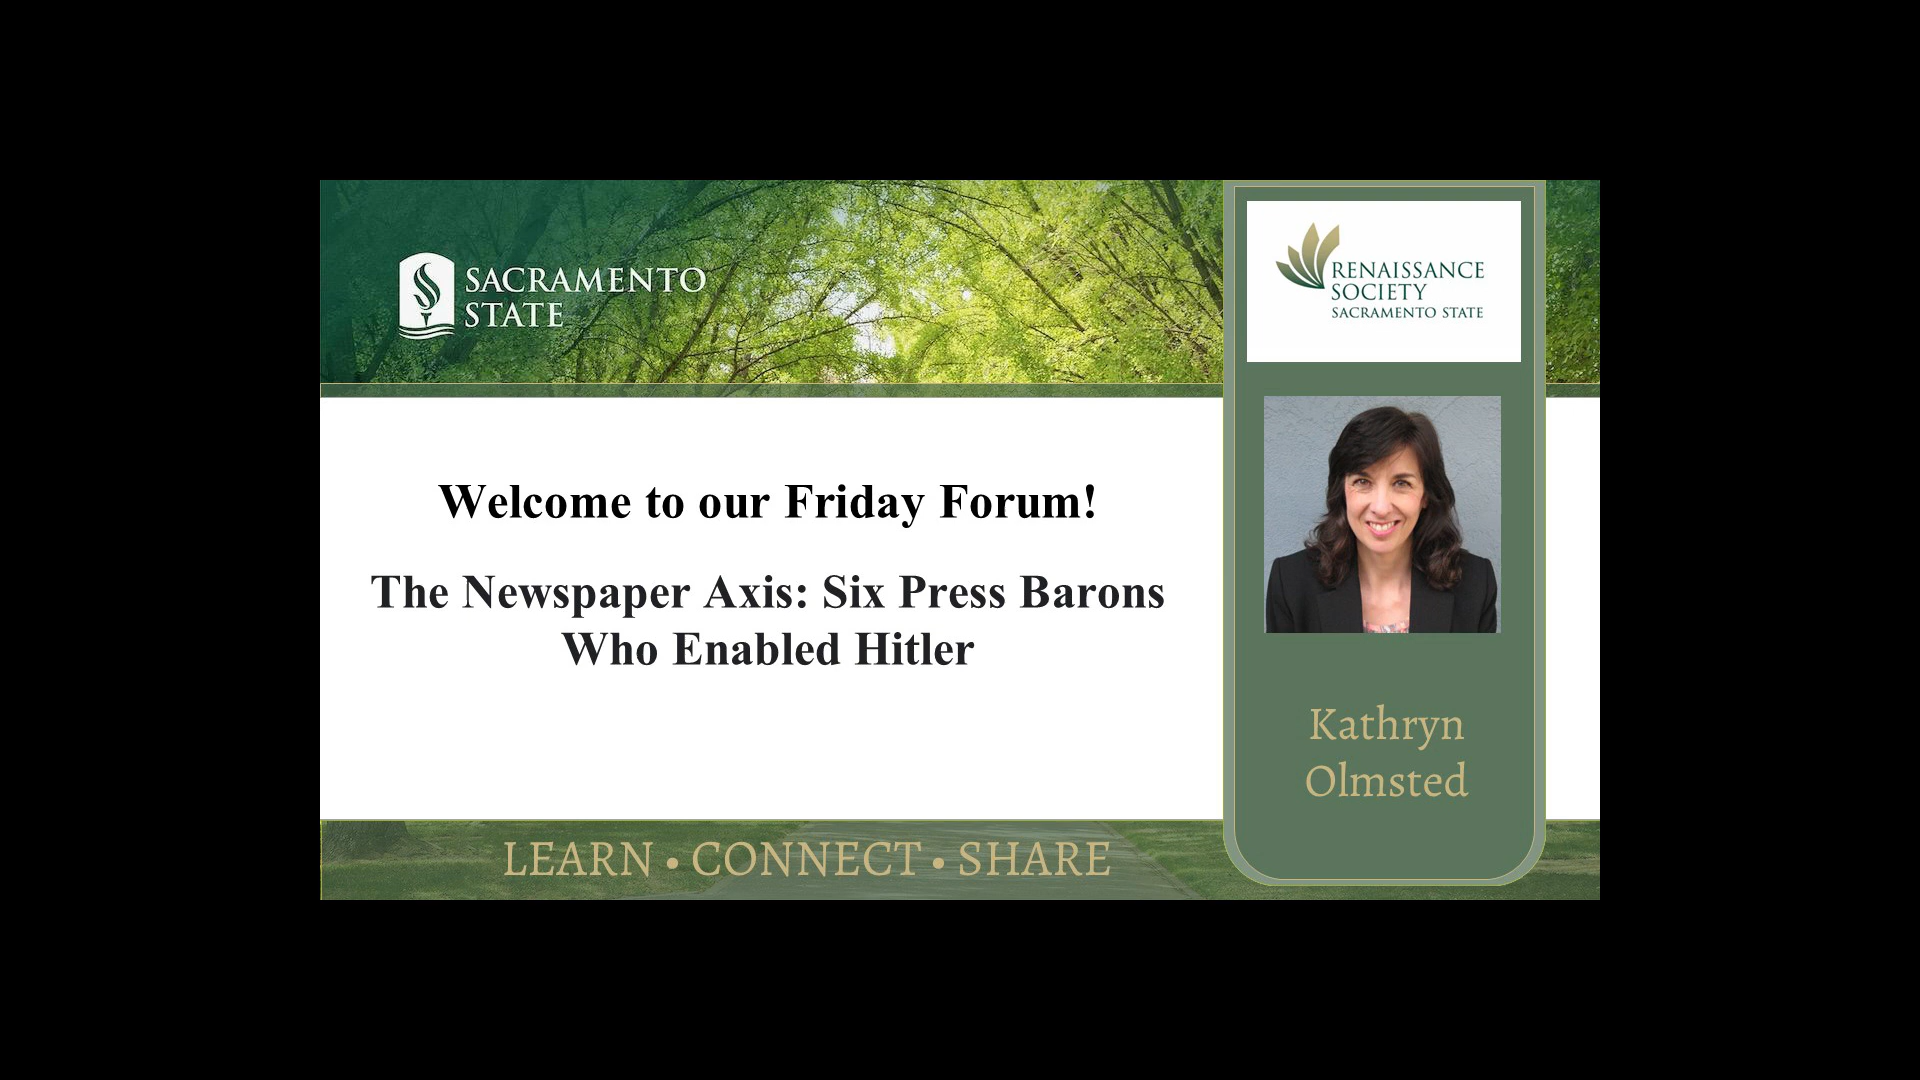 SACRAMENTO
STATE
RENAISSANCE
SOCIETY
SACRAMENTO STATE
Welcome to our Friday Forum!
The Newspaper Axis: Six Press Barons
Who Enabled Hitler
Kathryn
Olmsted
LEARN • CONNECT • SHARE